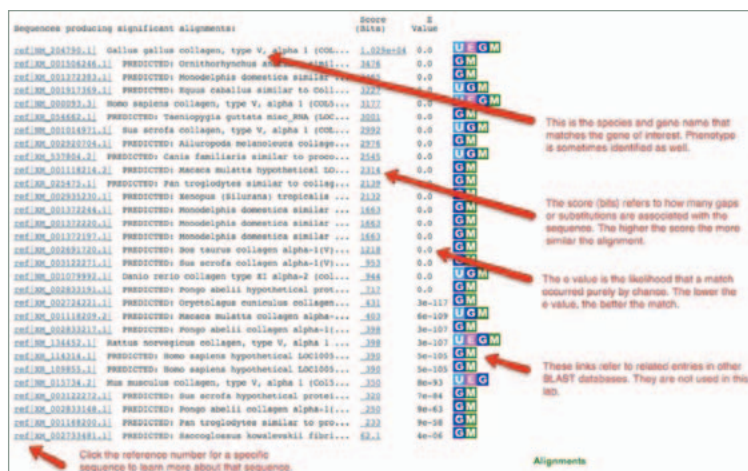 Sequences producing significant alignments:
Score (Bits)
E Value
ref|NM_204790.1| Gallus gallus collagen, type V, alpha 1 (COL... 1.029e+04 0.0 U E G M
ref|XM_001506246.1| PREDICTED: Ornithorhynchus simil... 3476 0.0 G M
ref|XM_001372383.1| PREDICTED: Monodelphis domestica similar 0.0 G M
ref|XM_001917369.1| PREDICTED: Equus caballus similar to Coll... 0.0 U G M
ref|NM_000093.3| Homo sapiens collagen, type V, alpha 1 (COL5... 3177 0.0 U E G M
ref|XR_054662.1| PREDICTED: Taeniopygia guttata misc_RNA (LOC... 3001 0.0 G M
ref|NM_001014971.1| Sus scrofa collagen, type V, alpha 1 (COL... 2992 0.0 U G M
ref|XM_002920704.1| PREDICTED: Ailuropoda melanoleuca collage... 2976 0.0 G M
ref|XM_537804.2| PREDICTED: Canis familiaris similar to proco... 2545 0.0 U G M
ref|XM_001118214.2| PREDICTED: Macaca mulatta hypothetical LO... 2314 0.0 G M
ref|XR_025475.1| PREDICTED: Pan troglodytes similar to collag... 2139 0.0 G M
ref|XM_002935230.1| PREDICTED: Xenopus (Silurana) tropicalis 2132 0.0 G M
ref|XM_001372244.1| PREDICTED: Monodelphis domestica similar ... 1663 0.0 G M
ref|XM_001372220.1| PREDICTED: Monodelphis domestica similar ... 1663 0.0 G M
ref|XM_001372197.1| PREDICTED: Monodelphis domestica similar ... 1663 0.0 G M
ref|XM_002691720.1| PREDICTED: Bos taurus collagen alpha-1(V)... 1218 0.0 G M
ref|XM_003122271.1| PREDICTED: Sus scrofa collagen alpha-1(V)... 953 0.0 G M
ref|NM_001079992.1| Danio rerio collagen type XI alpha-2 (col... 944 0.0 U G M
ref|XM_002833191.1| PREDICTED: Pongo abelii hypothetical prot... 717 0.0 G M
ref|XM_002724221.1| PREDICTED: Oryctolagus cuniculus collagen... 431 3e-117 G M
ref|XM_001118209.2| PREDICTED: Macaca mulatta collagen alpha-... 403 6e-109 U G M
ref|XM_002833217.1| PREDICTED: Pongo abelii collagen alpha-1(... 398 3e-107 G M
ref|NM_134452.1| Rattus norvegicus collagen, type V, alpha 1 ... 398 3e-107 U E G M
ref|XM_114314.1| PREDICTED: Homo sapiens hypothetical LOC1005... 390 5e-105 G M
ref|XM_109855.1| PREDICTED: Homo sapiens hypothetical LOC1005... 390 5e-105 G M
ref|NM_015734.2| Mus musculus collagen, type V, alpha 1 (Col5... 350 8e-93 U E G
ref|XM_003122272.1| PREDICTED: Sus scrofa hypothetical protei... 320 7e-84 G M
ref|XM_002833148.1| PREDICTED: Pongo abelii collagen alpha-1(... 250 9e-63 G M
ref|XM_001168200.1| PREDICTED: Pan troglodytes similar to pro... 233 9e-58 G M
ref|XM_002733481.1| PREDICTED: Saccoglossus kowalevskii fibri... 62.1 4e-06 G M
This is the species and gene name that
matches the gene of interest. Phenotype
is sometimes identified as well.
The score (bits) refers to how many gaps
or substitutions are associated with the
sequence. The higher the score the more
similar the alignment.
The e value is the likelihood that a match
occurred purely by chance. The lower the
e value, the better the match.
These links refer to related entries in other
BLAST databases. They are not used in this
lab.
Click the reference number for a specific
sequence to learn more about that sequence.
Alignments